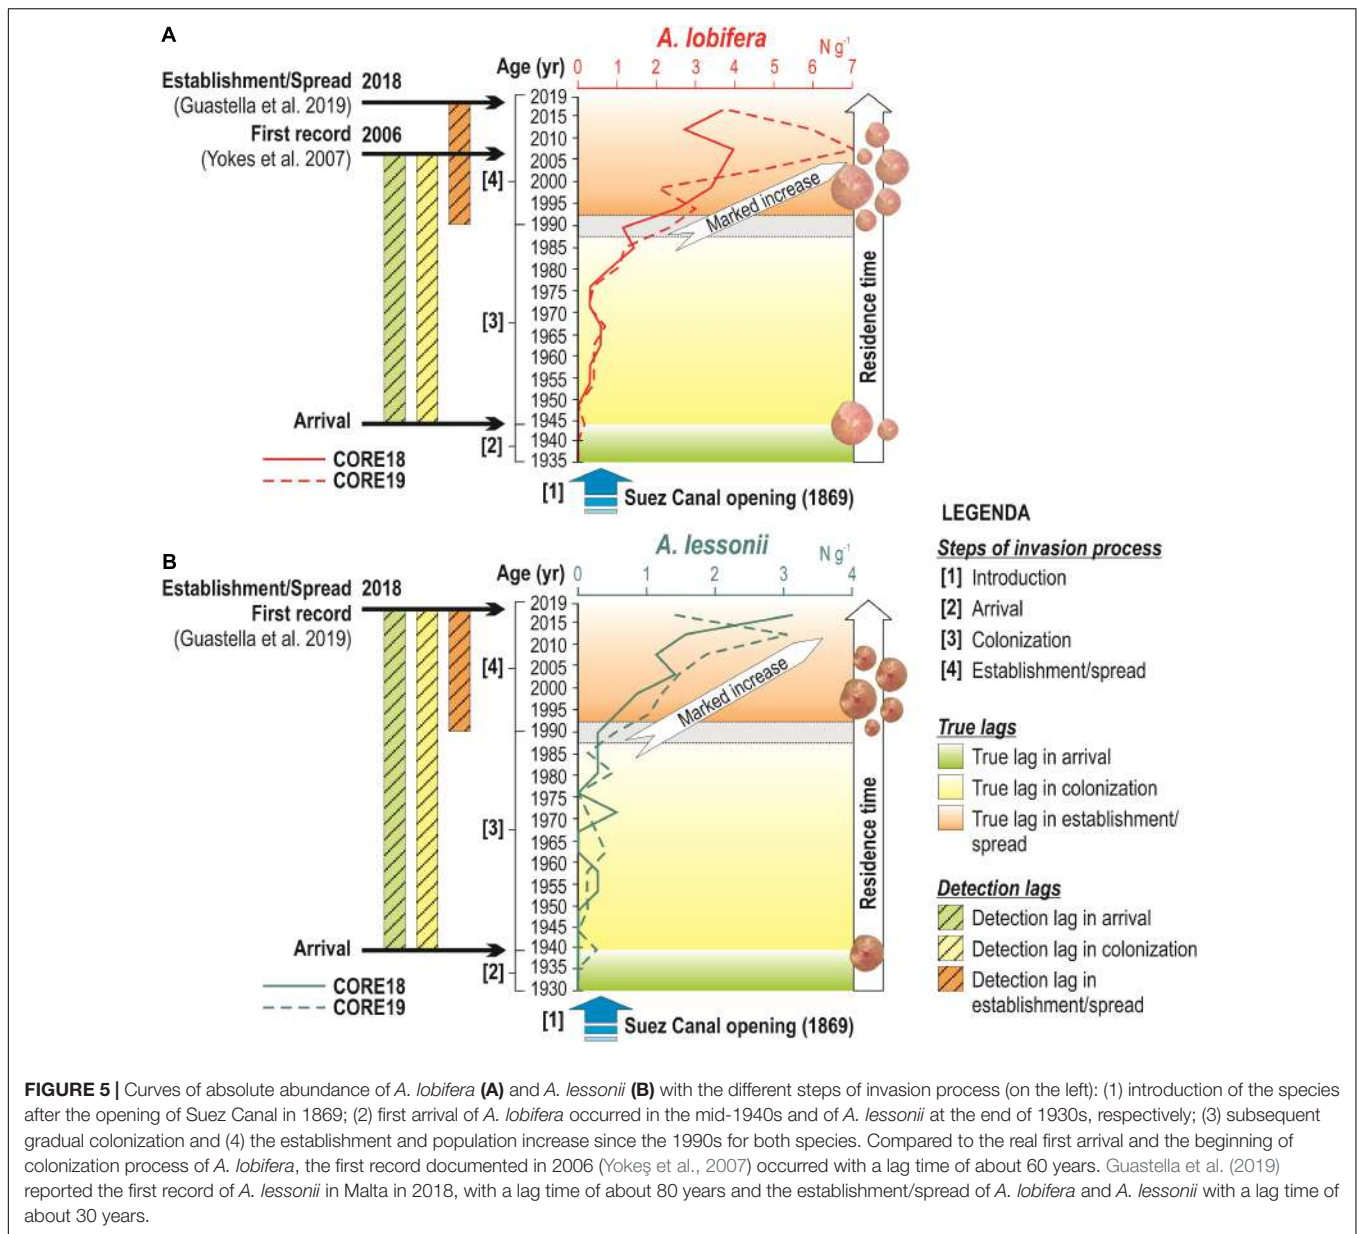 A
A. lobifera
N g-1
Age (yr) 0 1 2 3 4 5 6 7
Establishment/Spread 2018
(Guastella et al. 2019)
First record 2006
(Yokes et al. 2007)
Arrival
CORE18
CORE19
[4]
[3]
[2]
2019
2015
2010
2005
2000
1995
1990
1985
1980
1975
1970
1965
1960
1955
1950
1945
1940
1935
Marked increase
Residence time
[1] Suez Canal opening (1869)
B
A. lessonii
N g-1
Age (yr) 0 1 2 3 4
Establishment/Spread 2018
First record
(Guastella et al. 2019)
Arrival
CORE18
CORE19
[4]
[3]
[2]
2019
2015
2010
2005
2000
1995
1990
1985
1980
1975
1970
1965
1960
1955
1950
1945
1940
1935
1930
Marked increase
Residence time
[1] Suez Canal opening (1869)
LEGENDA
Steps of invasion process
[1] Introduction
[2] Arrival
[3] Colonization
[4] Establishment/spread
True lags
True lag in arrival
True lag in colonization
True lag in establishment/
spread
Detection lags
Detection lag in arrival
Detection lag in colonization
Detection lag in
establishment/spread
FIGURE 5 | Curves of absolute abundance of A. lobifera (A) and A. lessonii (B) with the different steps of invasion process (on the left): (1) introduction of the species
after the opening of Suez Canal in 1869; (2) first arrival of A. lobifera occurred in the mid-1940s and of A. lessonii at the end of 1930s, respectively; (3) subsequent
gradual colonization and (4) the establishment and population increase since the 1990s for both species. Compared to the real first arrival and the beginning of
colonization process of A. lobifera, the first record documented in 2006 (Yokeş et al., 2007) occurred with a lag time of about 60 years. Guastella et al. (2019)
reported the first record of A. lessonii in Malta in 2018, with a lag time of about 80 years and the establishment/spread of A. lobifera and A. lessonii with a lag time of
about 30 years.